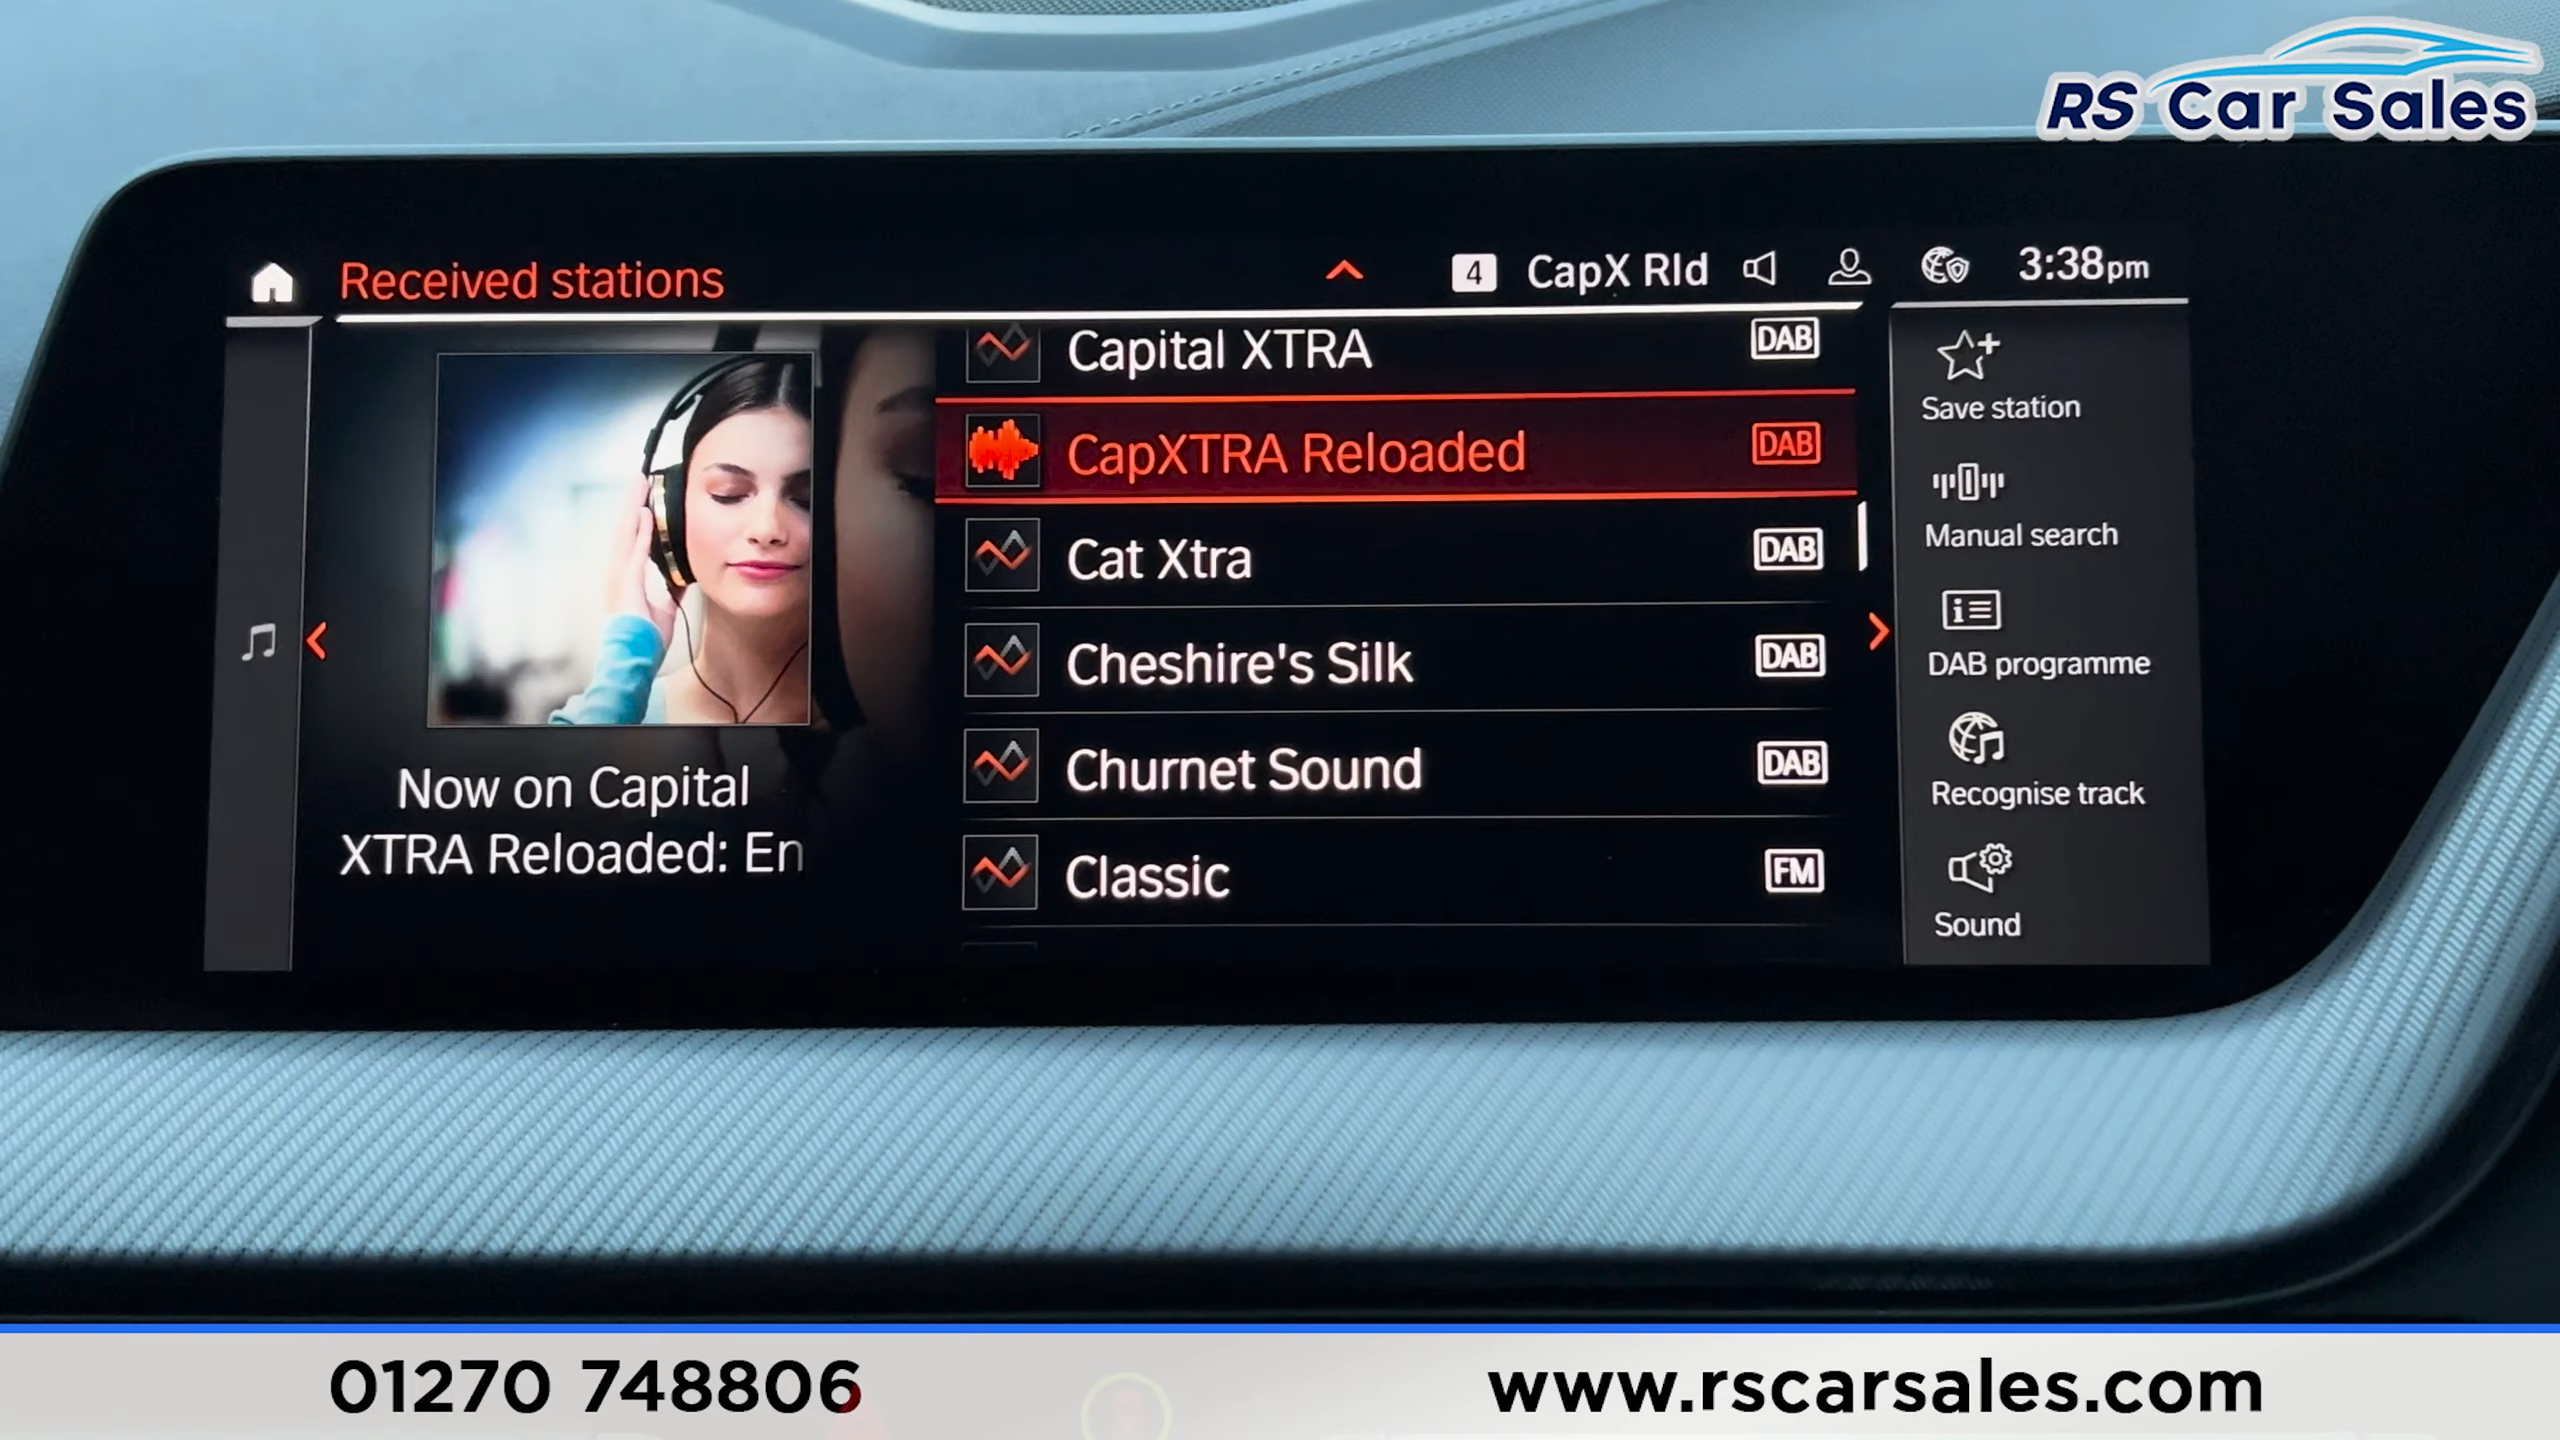 RS Car Sales
Received stations
4 CapX Rld 3:38pm
Capital XTRA DAB
CapXTRA Reloaded DAB
Cat Xtra DAB
Cheshire's Silk DAB
Churnet Sound DAB
Classic FM
Now on Capital
XTRA Reloaded: En
Save station
Manual search
DAB programme
Recognise track
Sound
01270 748806
www.rscarsales.com